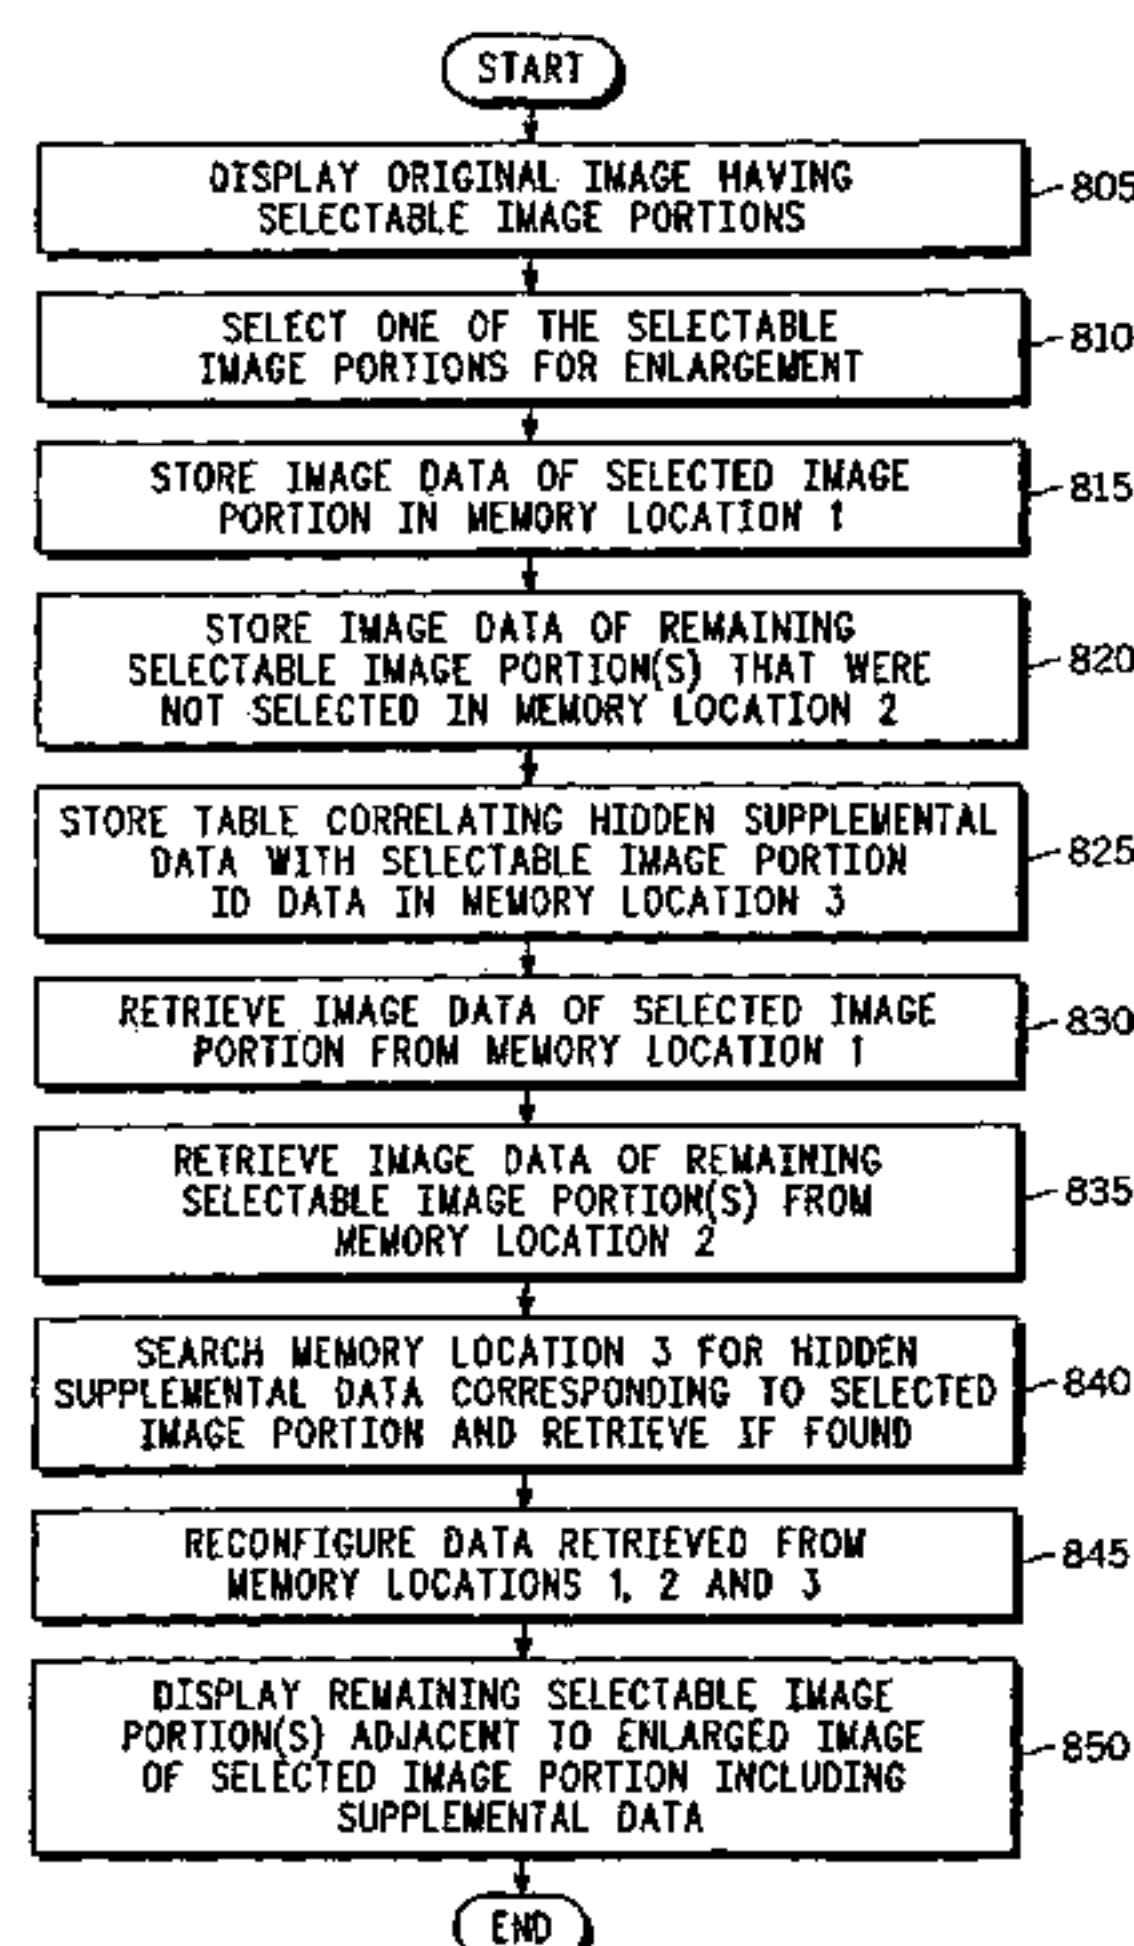 START
DISPLAY ORIGINAL IMAGE HAVING
SELECTABLE IMAGE PORTIONS
805
SELECT ONE OF THE SELECTABLE
IMAGE PORTIONS FOR ENLARGEMENT
810
STORE IMAGE DATA OF SELECTED IMAGE
PORTION IN MEMORY LOCATION 1
815
STORE IMAGE DATA OF REMAINING
SELECTABLE IMAGE PORTION(S) THAT WERE
NOT SELECTED IN MEMORY LOCATION 2
820
STORE TABLE CORRELATING HIDDEN SUPPLEMENTAL
DATA WITH SELECTABLE IMAGE PORTION
ID DATA IN MEMORY LOCATION 3
825
RETRIEVE IMAGE DATA OF SELECTED IMAGE
PORTION FROM MEMORY LOCATION 1
830
RETRIEVE IMAGE DATA OF REMAINING
SELECTABLE IMAGE PORTION(S) FROM
MEMORY LOCATION 2
835
SEARCH MEMORY LOCATION 3 FOR HIDDEN
SUPPLEMENTAL DATA CORRESPONDING TO SELECTED
IMAGE PORTION AND RETRIEVE IF FOUND
840
RECONFIGURE DATA RETRIEVED FROM
MEMORY LOCATIONS 1, 2 AND 3
845
DISPLAY REMAINING SELECTABLE IMAGE
PORTION(S) ADJACENT TO ENLARGED IMAGE
OF SELECTED IMAGE PORTION INCLUDING
SUPPLEMENTAL DATA
850
END